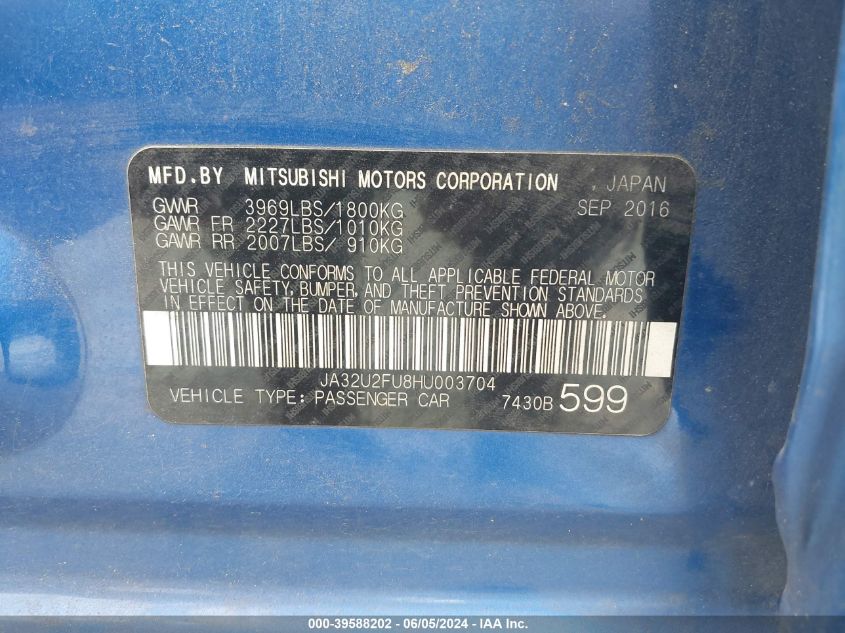 MFD.BY MITSUBISHI MOTORS CORPORATION , JAPAN
GVWR 3969LBS/1800KG SEP 2016
GAWR FR 2227LBS/1010KG
GAWR RR 2007LBS/ 910KG
THIS VEHICLE CONFORMS TO ALL APPLICABLE FEDERAL MOTOR
VEHICLE SAFETY, BUMPER, AND THEFT PREVENTION STANDARDS
IN EFFECT ON THE DATE OF MANUFACTURE SHOWN ABOVE.
JA32U2FU8HU003704
VEHICLE TYPE: PASSENGER CAR 7430B 599
000-39588202 - 06/05/2024 - IAA Inc.